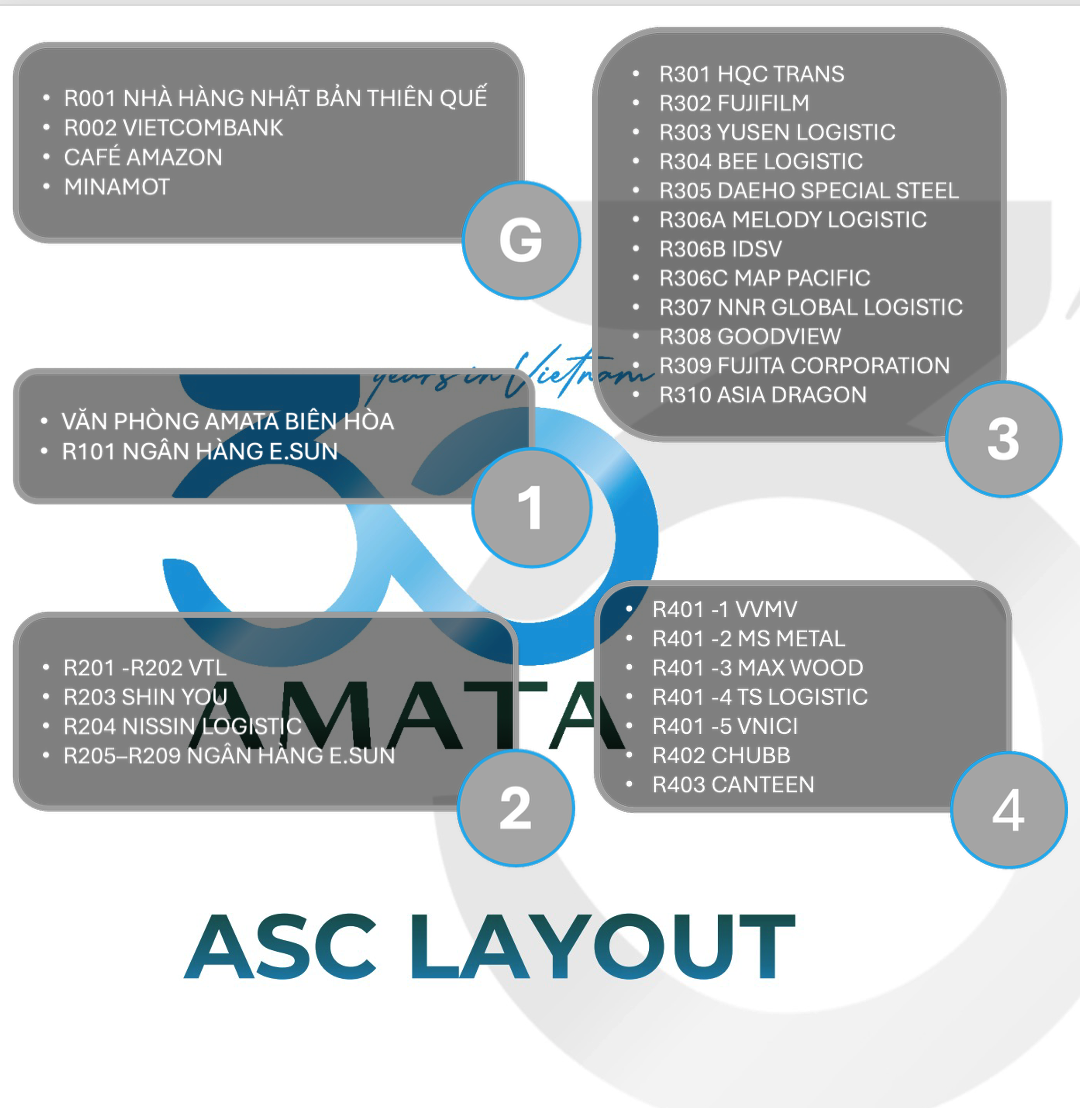 R001 NHÀ HÀNG NHẬT BẢN THIÊN QUẾ
R002 VIETCOMBANK
CAFÉ AMAZON
MINAMOT
G
years in Vietnam
VĂN PHÒNG AMATA BIÊN HÒA
R101 NGÂN HÀNG E.SUN
1
R201 -R202 VTL
R203 SHIN YOU
R204 NISSIN LOGISTIC
R205–R209 NGÂN HÀNG E.SUN
2
AMATA
R301 HQC TRANS
R302 FUJIFILM
R303 YUSEN LOGISTIC
R304 BEE LOGISTIC
R305 DAEHO SPECIAL STEEL
R306A MELODY LOGISTIC
R306B IDSV
R306C MAP PACIFIC
R307 NNR GLOBAL LOGISTIC
R308 GOODVIEW
R309 FUJITA CORPORATION
R310 ASIA DRAGON
3
R401 -1 VVMV
R401 -2 MS METAL
R401 -3 MAX WOOD
R401 -4 TS LOGISTIC
R401 -5 VNICI
R402 CHUBB
R403 CANTEEN
4
ASC LAYOUT